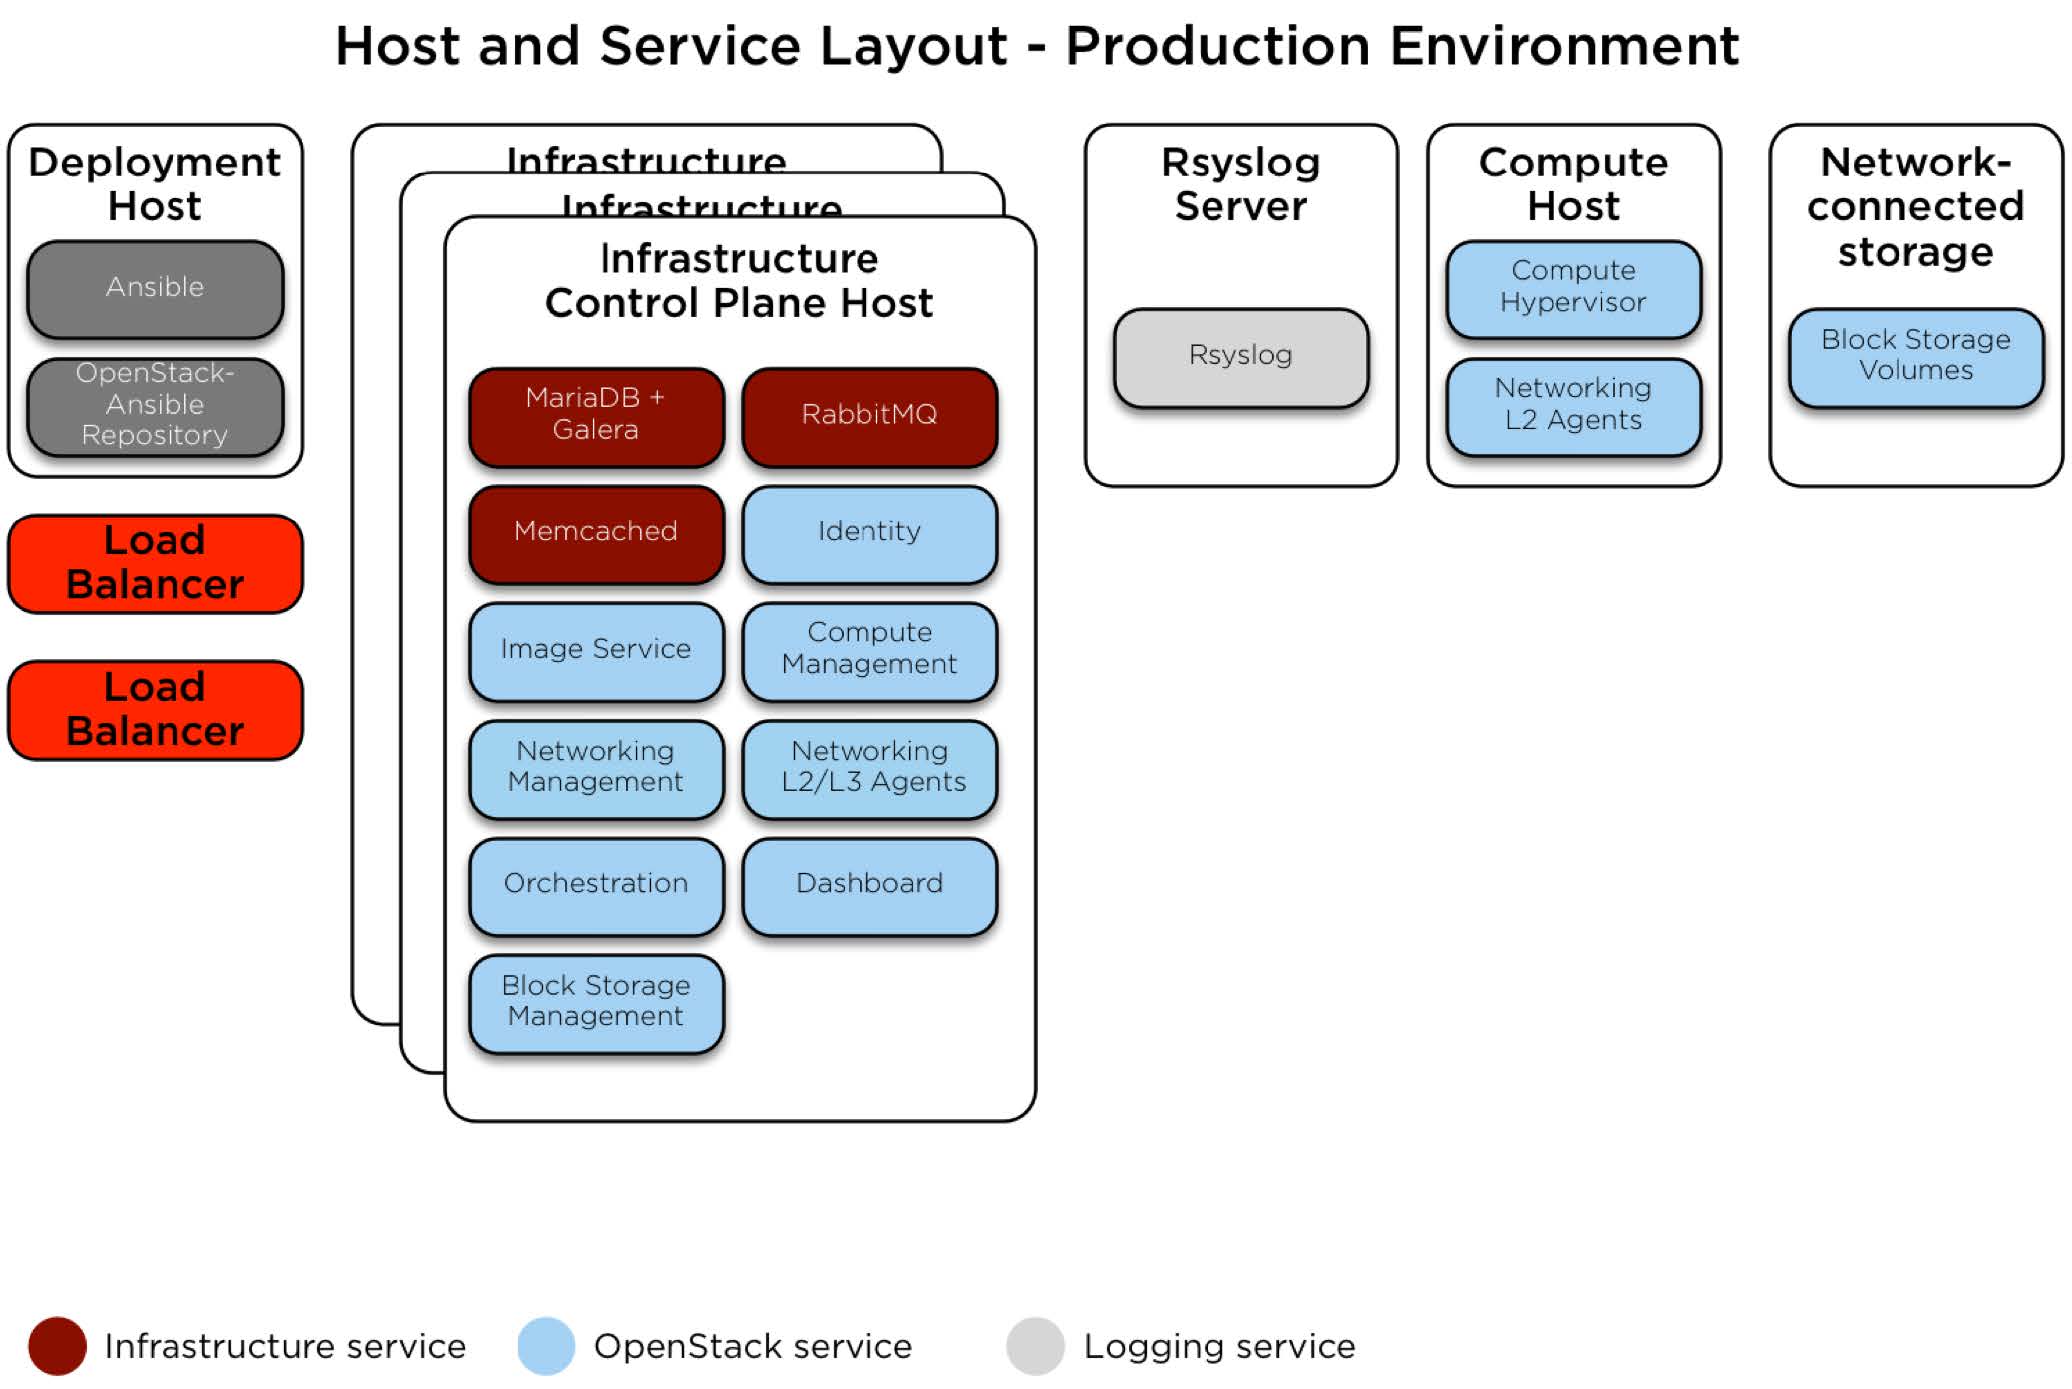 Host and Service Layout - Production Environment
Deployment
Host
Ansible
OpenStack-
Ansible
Repository
Load
Balancer
Load
Balancer
Infrastructure
Infrastructure
Infrastructure
Control Plane Host
MariaDB +
Galera
RabbitMQ
Memcached
Identity
Image Service
Compute
Management
Networking
Management
Networking
L2/L3 Agents
Orchestration
Dashboard
Block Storage
Management
Rsyslog
Server
Rsyslog
Compute
Host
Compute
Hypervisor
Networking
L2 Agents
Network-
connected
storage
Block Storage
Volumes
Infrastructure service
OpenStack service
Logging service